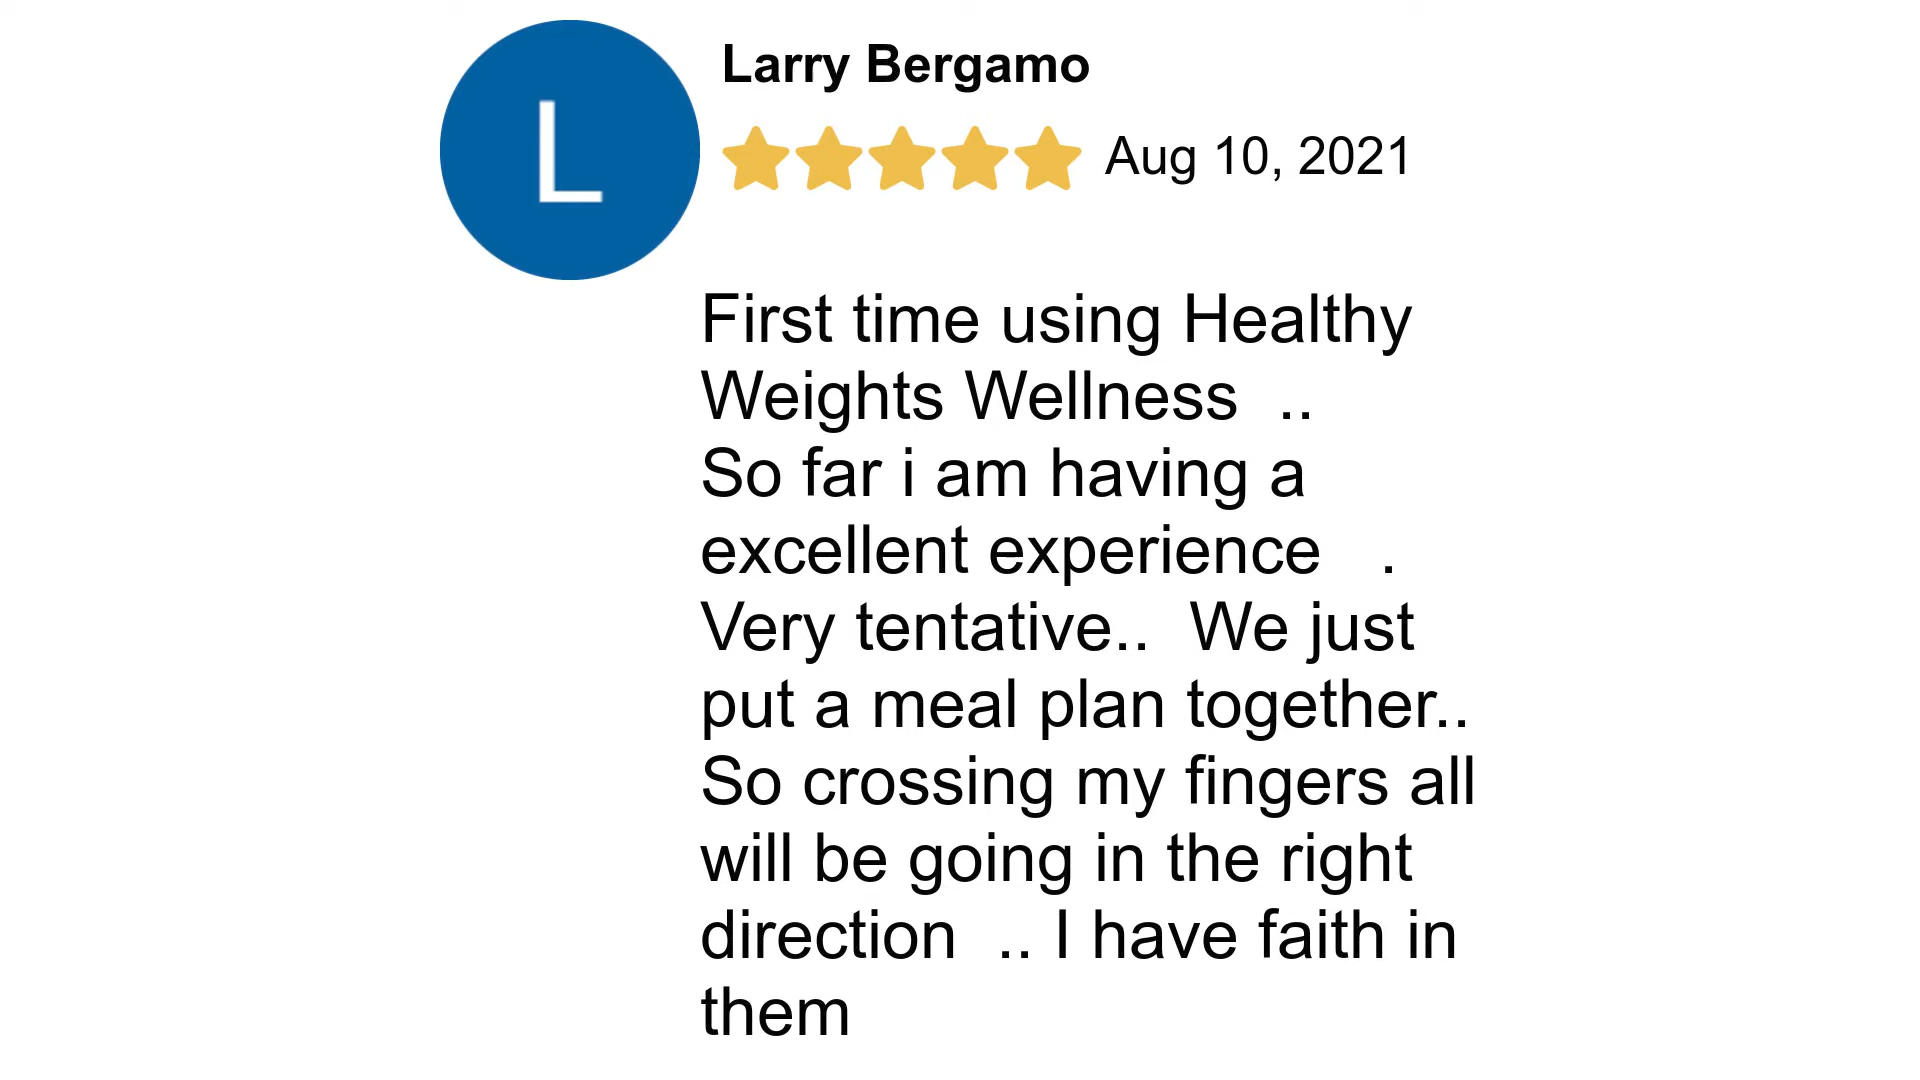 L
Larry Bergamo
Aug 10, 2021
First time using Healthy
Weights Wellness  ..
So far i am having a
excellent experience   .
Very tentative..  We just
put a meal plan together..
So crossing my fingers all
will be going in the right
direction  .. I have faith in
them